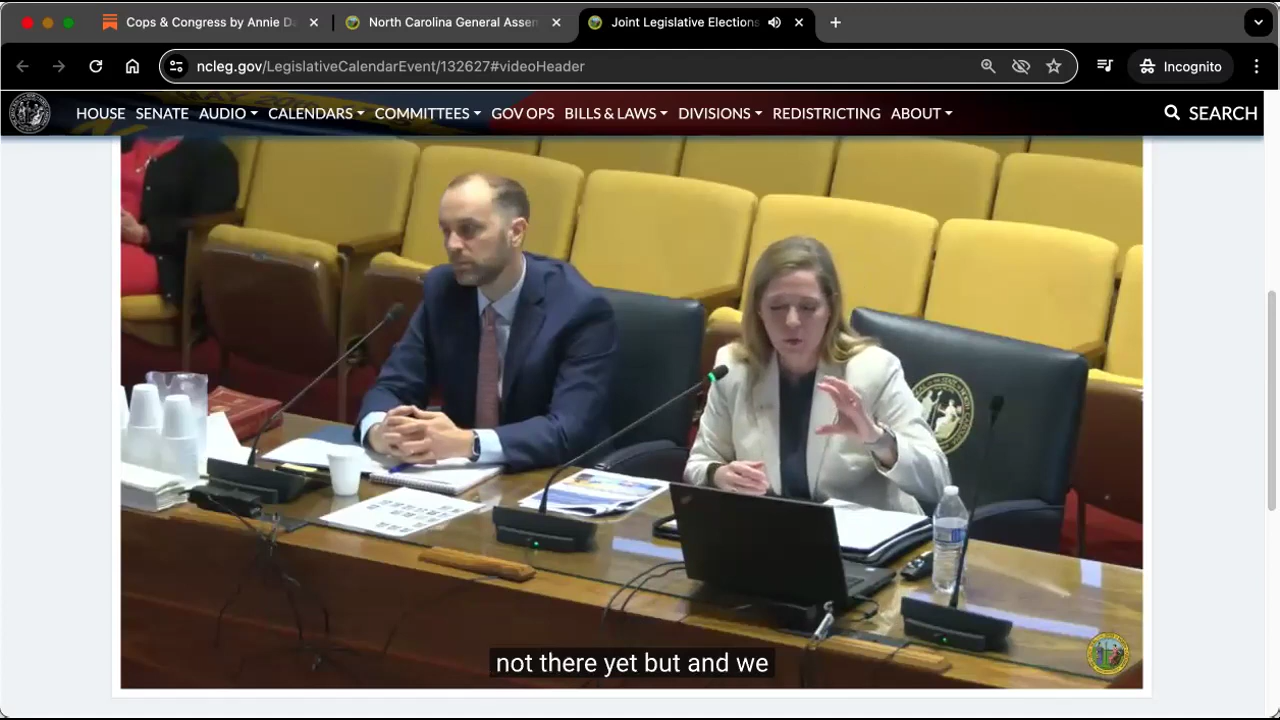 Cops & Congress by Annie Da
North Carolina General Assem
Joint Legislative Elections
ncleg.gov/LegislativeCalendarEvent/132627#videoHeader
Incognito
HOUSE SENATE AUDIO CALENDARS COMMITTEES GOV OPS BILLS & LAWS DIVISIONS REDISTRICTING ABOUT
SEARCH
not there yet but and we